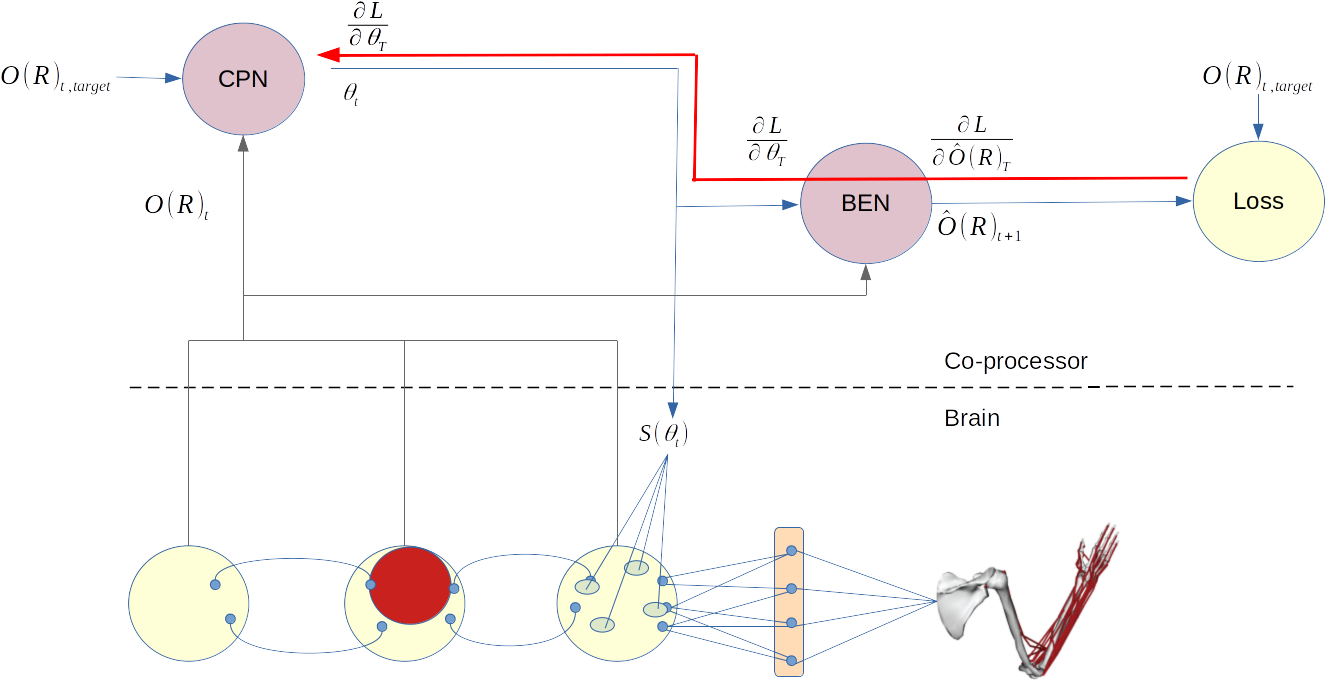 ∂L/∂θ_T
CPN
O(R)_{t,target}
θ_t
O(R)_{t,target}
∂L/∂θ_T
∂L/∂Ô(R)_T
BEN
Loss
O(R)_t
Ô(R)_{t+1}
Co-processor
Brain
S(θ_t)